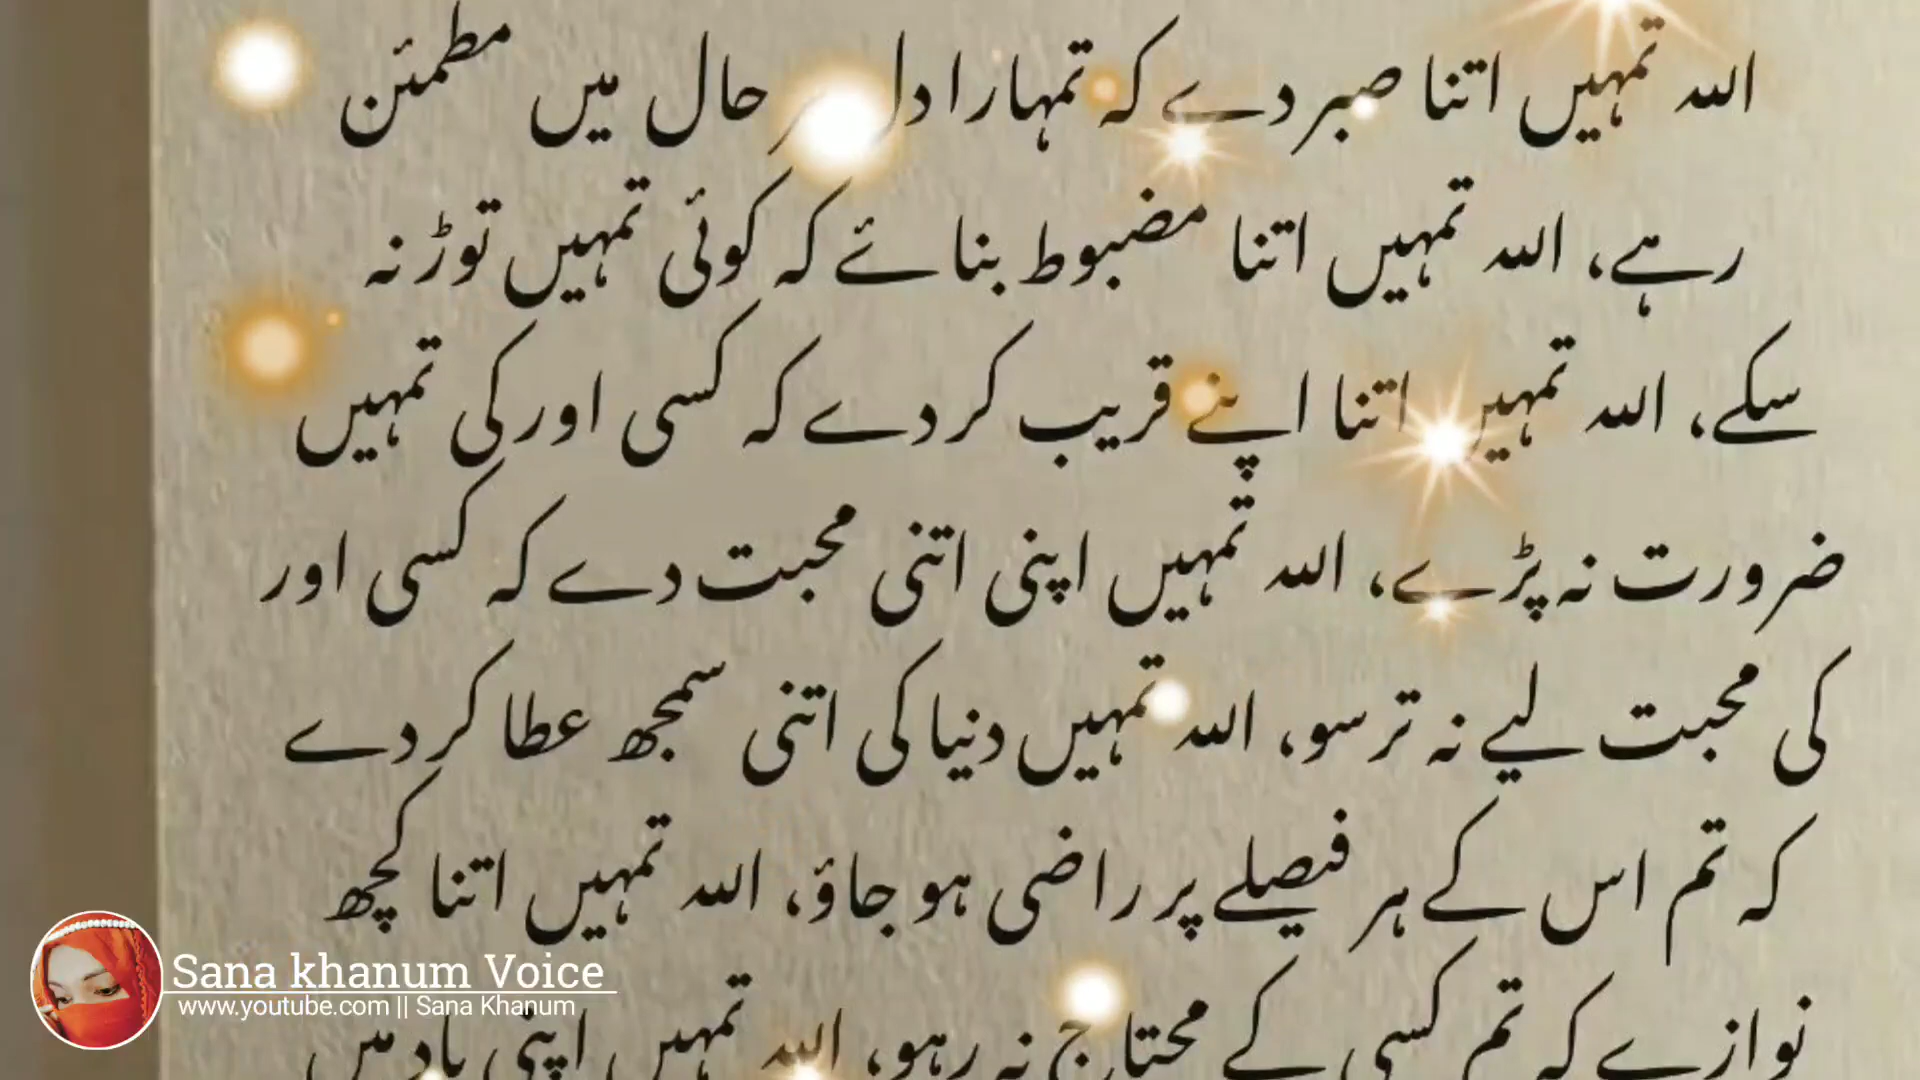 اللہ تمہیں اتنا صبر دے کہ تمہارا دل ہر حال میں مطمئن
رہے، اللہ تمہیں اتنا مضبوط بنائے کہ کوئی تمہیں توڑ نہ
سکے، اللہ تمہیں اتنا اپنے قریب کر دے کہ کسی اور کی تمہیں
ضرورت نہ پڑے، اللہ تمہیں اپنی اتنی محبت دے کہ کسی اور
کی محبت لیے نہ ترسو، اللہ تمہیں دنیا کی اتنی سمجھ عطا کر دے
کہ تم اس کے ہر فیصلے پر راضی ہو جاؤ، اللہ تمہیں اتنا کچھ
نوازے کہ تم کسی کے محتاج نہ رہو، اللہ تمہیں اپنی یاد میں
Sana khanum Voice
www.youtube.com || Sana Khanum